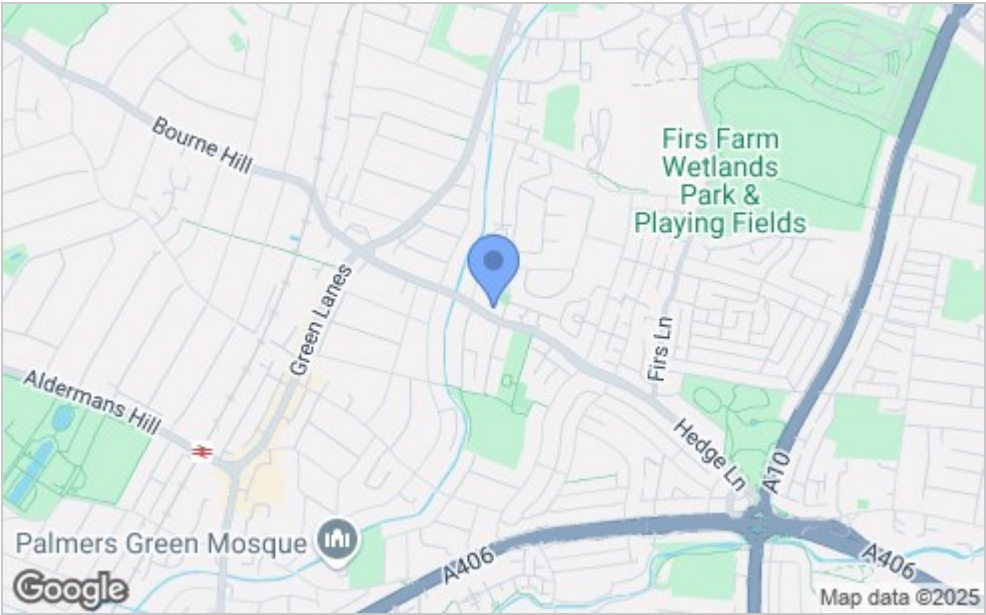 Bourne Hill
Firs Farm
Wetlands
Park &
Playing Fields
Green Lanes
Firs Ln
Aldermans Hill
Hedge Ln
A10
Palmers Green Mosque
A406
A406
Google
Map data ©2025